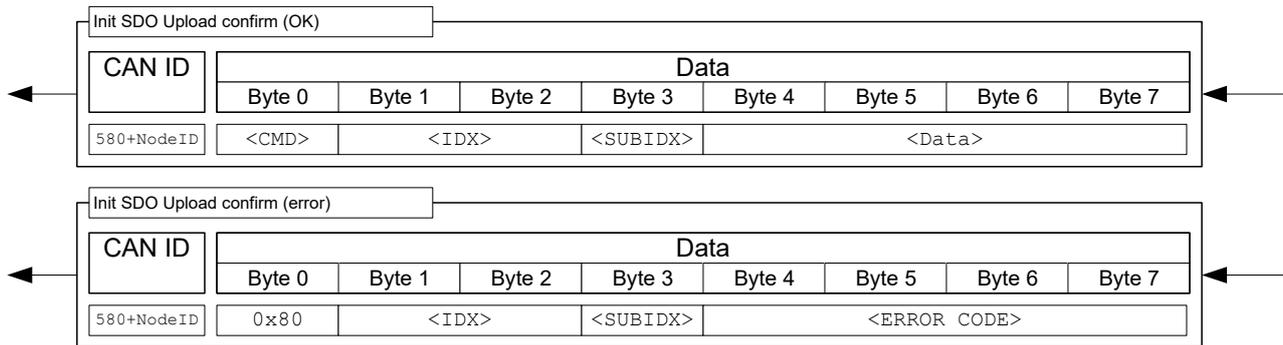 Init SDO Upload confirm (OK)
CAN ID Data
Byte 0 Byte 1 Byte 2 Byte 3 Byte 4 Byte 5 Byte 6 Byte 7
580+NodeID <CMD> <IDX> <SUBIDX> <Data>
Init SDO Upload confirm (error)
CAN ID Data
Byte 0 Byte 1 Byte 2 Byte 3 Byte 4 Byte 5 Byte 6 Byte 7
580+NodeID 0x80 <IDX> <SUBIDX> <ERROR CODE>